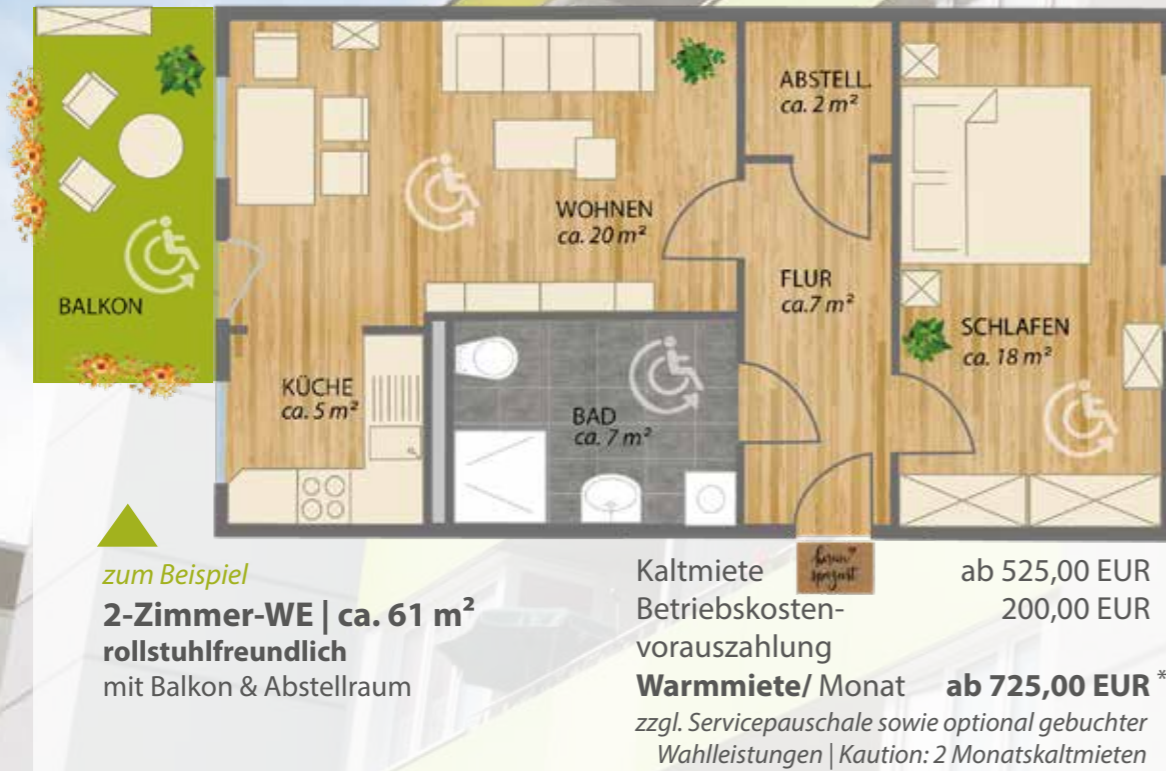 ABSTELL.
ca. 2 m²
WOHNEN
ca. 20 m²
FLUR
ca.7 m²
BALKON
SCHLAFEN
ca. 18 m²
KÜCHE
ca. 5 m²
BAD
ca. 7 m²
zum Beispiel
2-Zimmer-WE | ca. 61 m²
rollstuhlfreundlich
mit Balkon & Abstellraum
Kaltmiete ab 525,00 EUR
Betriebskosten- 200,00 EUR
vorauszahlung
Warmmiete/ Monat ab 725,00 EUR *
zzgl. Servicepauschale sowie optional gebuchter
Wahlleistungen | Kaution: 2 Monatskaltmieten